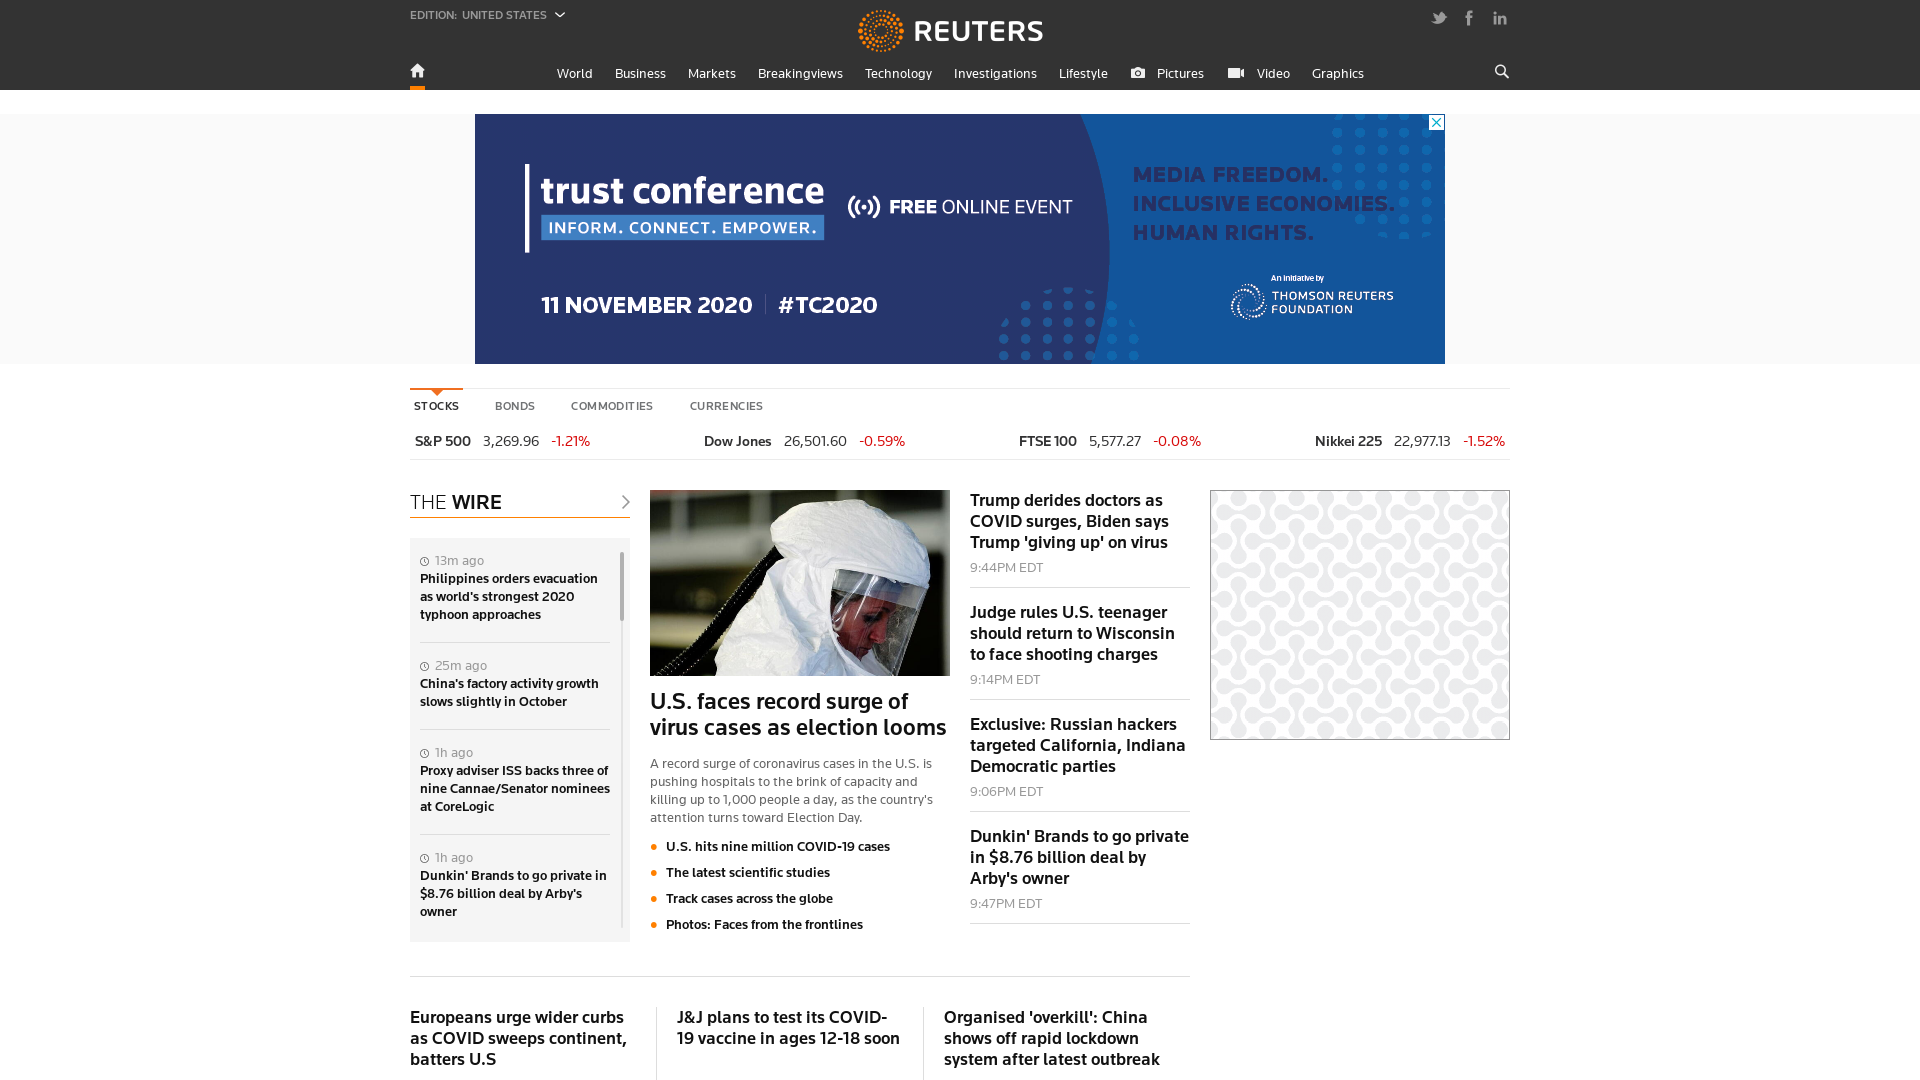 EDITION: UNITED STATES
REUTERS
World Business Markets Breakingviews Technology Investigations Lifestyle Pictures Video Graphics
trust conference
INFORM. CONNECT. EMPOWER.
FREE ONLINE EVENT
11 NOVEMBER 2020 #TC2020
MEDIA FREEDOM.
INCLUSIVE ECONOMIES.
HUMAN RIGHTS.
An initiative by
THOMSON REUTERS
FOUNDATION
STOCKS BONDS COMMODITIES CURRENCIES
S&P 500 3,269.96 -1.21% Dow Jones 26,501.60 -0.59% FTSE 100 5,577.27 -0.08% Nikkei 225 22,977.13 -1.52%
THE WIRE
13m ago
Philippines orders evacuation
as world's strongest 2020
typhoon approaches
25m ago
China's factory activity growth
slows slightly in October
1h ago
Proxy adviser ISS backs three of
nine Cannae/Senator nominees
at CoreLogic
1h ago
Dunkin' Brands to go private in
$8.76 billion deal by Arby's
owner
U.S. faces record surge of
virus cases as election looms
A record surge of coronavirus cases in the U.S. is
pushing hospitals to the brink of capacity and
killing up to 1,000 people a day, as the country's
attention turns toward Election Day.
U.S. hits nine million COVID-19 cases
The latest scientific studies
Track cases across the globe
Photos: Faces from the frontlines
Trump derides doctors as
COVID surges, Biden says
Trump 'giving up' on virus
9:44PM EDT
Judge rules U.S. teenager
should return to Wisconsin
to face shooting charges
9:14PM EDT
Exclusive: Russian hackers
targeted California, Indiana
Democratic parties
9:06PM EDT
Dunkin' Brands to go private
in $8.76 billion deal by
Arby's owner
9:47PM EDT
Europeans urge wider curbs
as COVID sweeps continent,
batters U.S
J&J plans to test its COVID-
19 vaccine in ages 12-18 soon
Organised 'overkill': China
shows off rapid lockdown
system after latest outbreak